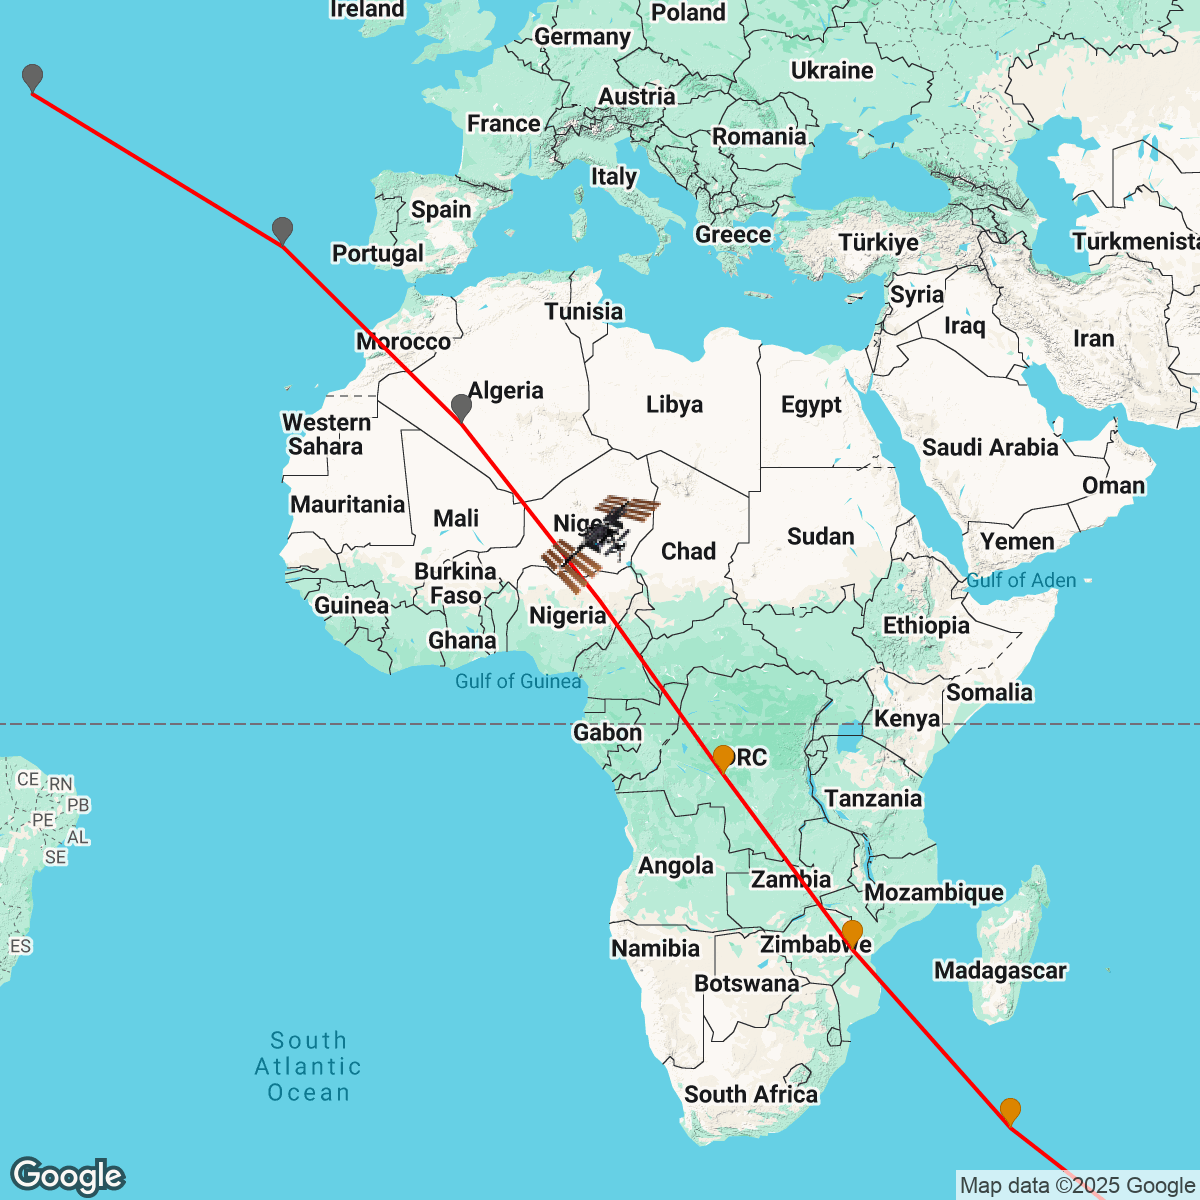 Ireland
Poland
Germany
Ukraine
Austria
France
Romania
Italy
Spain
Portugal
Greece
Türkiye
Turkmenista
Syria
Iraq
Iran
Tunisia
Morocco
Algeria
Libya
Egypt
Western
Sahara
Saudi Arabia
Oman
Mauritania
Mali
Nige
Chad
Sudan
Yemen
Burkina
Faso
Gulf of Aden
Guinea
Nigeria
Ethiopia
Ghana
Gulf of Guinea
Somalia
Gabon
Kenya
DRC
CE
RN
PB
PE
AL
SE
Tanzania
Angola
Zambia
Mozambique
ES
Namibia
Zimbabwe
Madagascar
Botswana
South
Atlantic
Ocean
South Africa
Google
Map data ©2025 Google